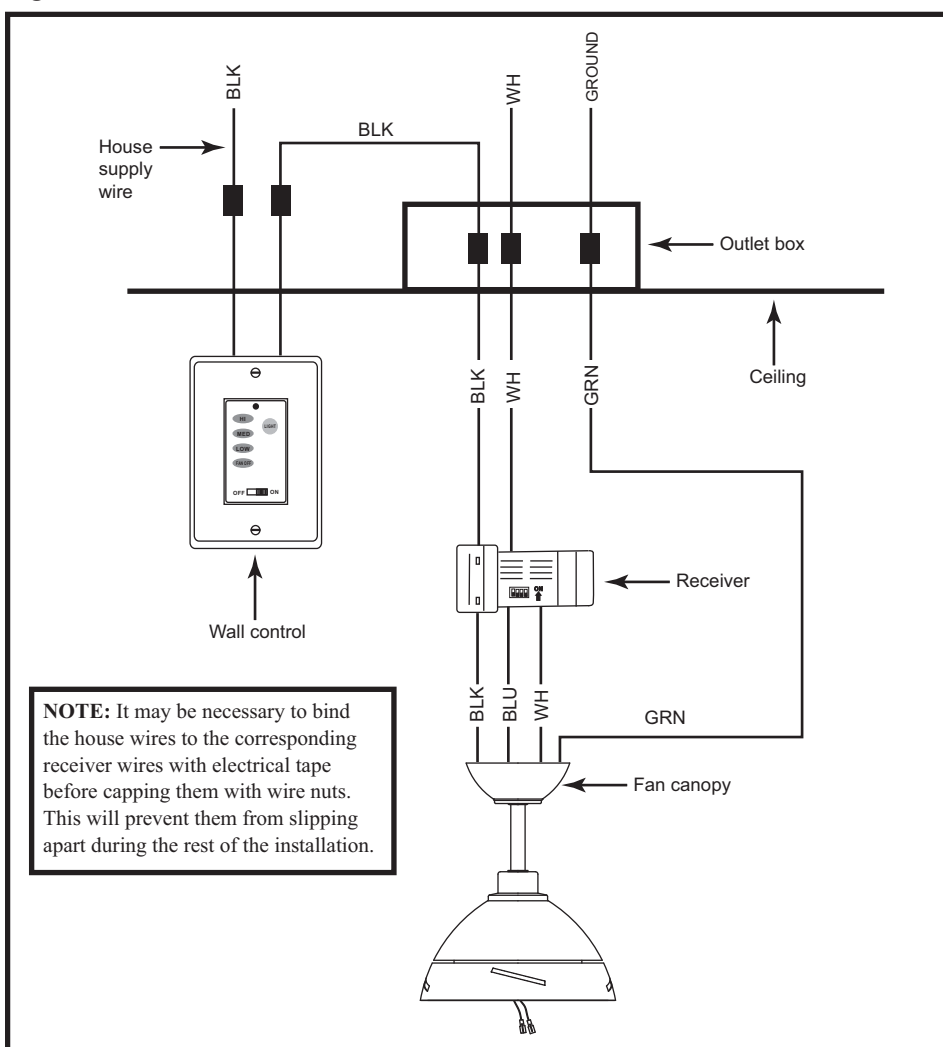 BLK
WH
GROUND
BLK
House
supply
wire
Outlet box
Ceiling
BLK
WH
GRN
HI
MED
LOW
FAN OFF
LIGHT
OFF
ON
Wall control
ON
Receiver
BLK
BLU
WH
GRN
Fan canopy
NOTE: It may be necessary to bind
the house wires to the corresponding
receiver wires with electrical tape
before capping them with wire nuts.
This will prevent them from slipping
apart during the rest of the installation.